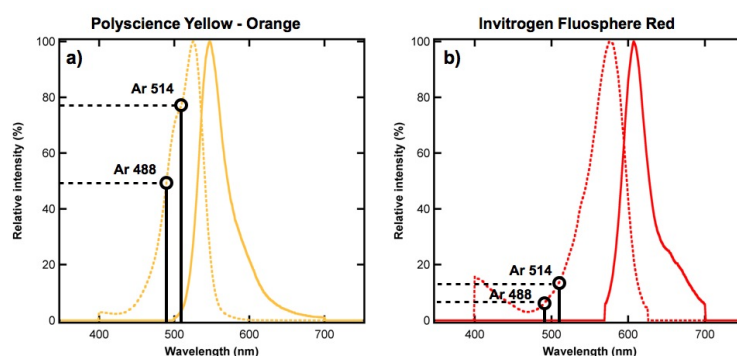 Polyscience Yellow - Orange
a)
Ar 514
Ar 488
100
80
60
40
20
0
400
500
600
700
Relative intensity (%)
Wavelength (nm)
Invitrogen Fluosphere Red
b)
Ar 514
Ar 488
100
80
60
40
20
0
400
500
600
700
Relative intensity (%)
Wavelength (nm)